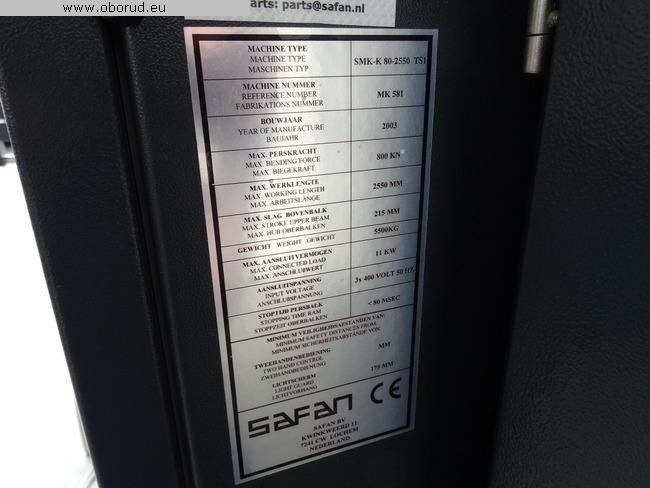 www.oborud.eu
arts: parts@safan.nl
MACHINE TYPE
MACHINE TYPE
MASCHINEN TYP
SMK-K 80-2550 TS1
MACHINE NUMMER
REFERENCE NUMBER
FABRIKATIONS NUMMER
MK 581
BOUWJAAR
YEAR OF MANUFACTURE
BAUJAHR
2003
MAX. PERSKRACHT
MAX. BENDING FORCE
MAX. BIEGEKRAFT
800 KN
MAX. WERKLENGTE
MAX. WORKING LENGTH
MAX. ARBEITSLÄNGE
2550 MM
MAX. SLAG BOVENBALK
MAX. STROKE UPPER BEAM
MAX. HUB OBERBALKEN
215 MM
GEWICHT WEIGHT GEWICHT
5500KG
MAX. AANSLUITVERMOGEN
MAX. CONNECTED LOAD
MAX. ANSCHLUßWERT
11 KW
AANSLUITSPANNING
INPUT VOLTAGE
ANSCHLUßSPANNUNG
3x 400 VOLT 50 HZ
STOPTIJD PERSBALK
STOPPING TIME RAM
STOPPZEIT OBERBALKEN
< 80 MSEC
MINIMUM VEILIGHEIDSAFSTANDEN VAN:
MINIMUM SAFETY DISTANCES FROM
MINIMUM SICHERHEITSABSTÄNDE VON:
TWEEHANDENBEDIENING
TWO HAND CONTROL
ZWEIHANDBEDIENUNG
MM
LICHTSCHERM
LIGHT GUARD
LICHTVORHANG
175 MM
SAFAN CE
SAFAN BV
KWINKWEERD 11
7241 CW LOCHEM
NEDERLAND